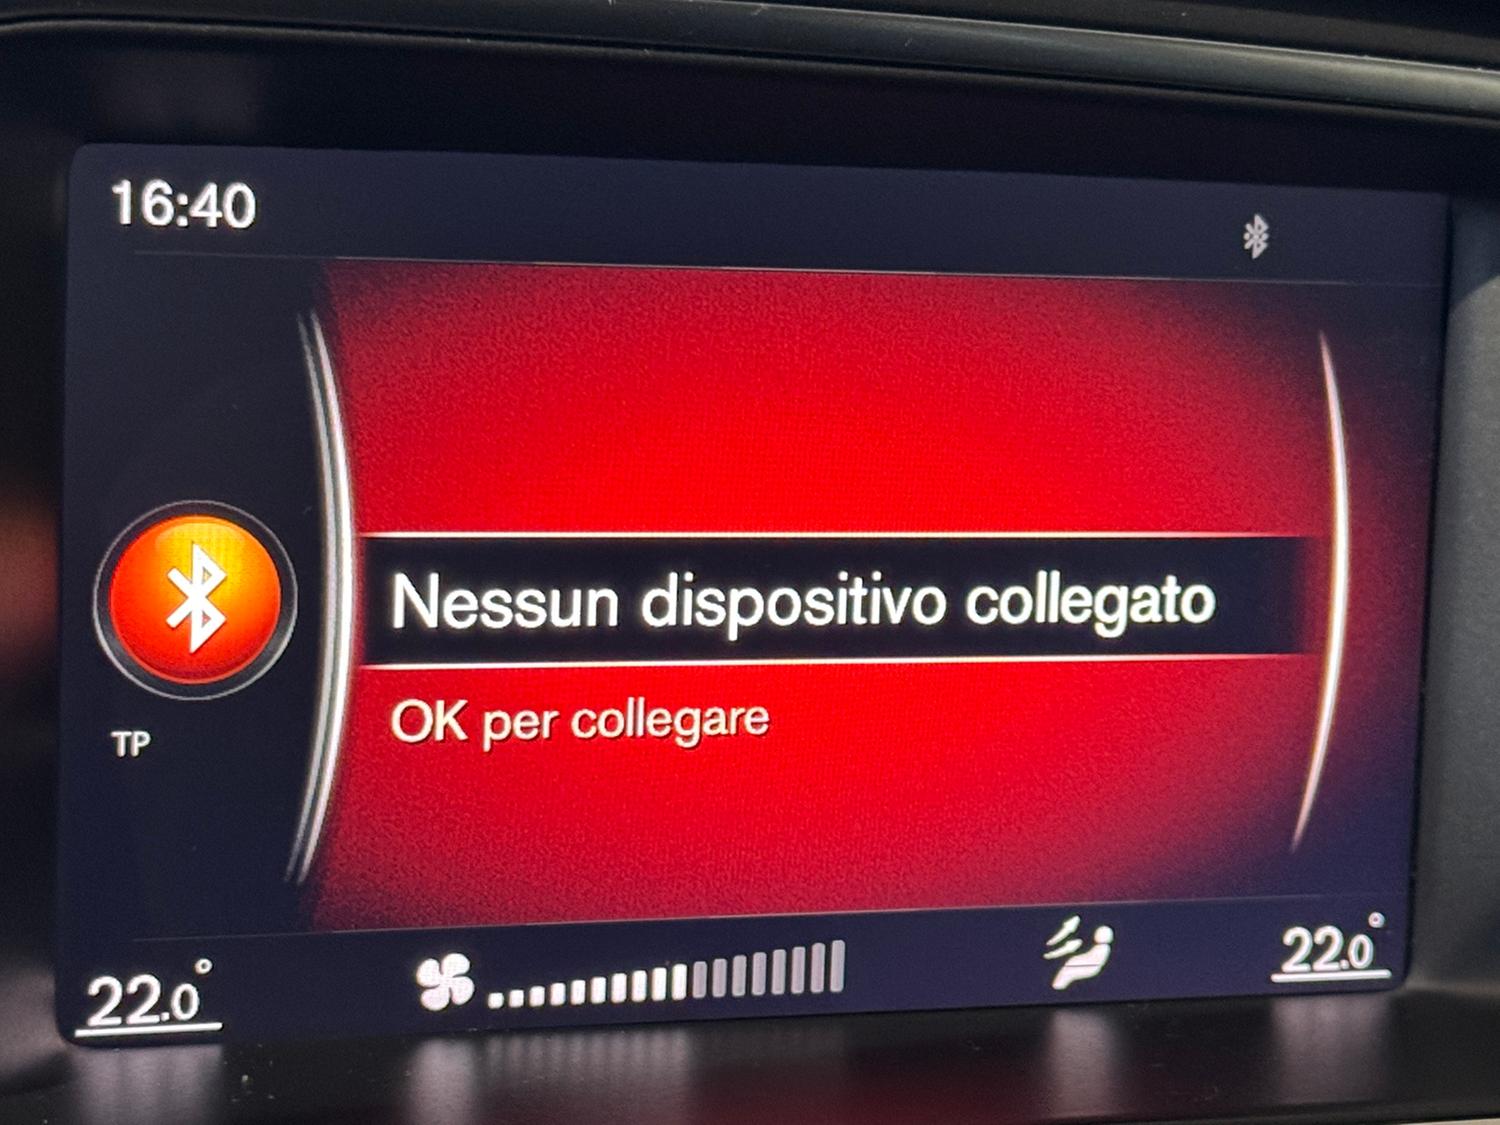 16:40
Nessun dispositivo collegato
OK per collegare
TP
22.0°
22.0°